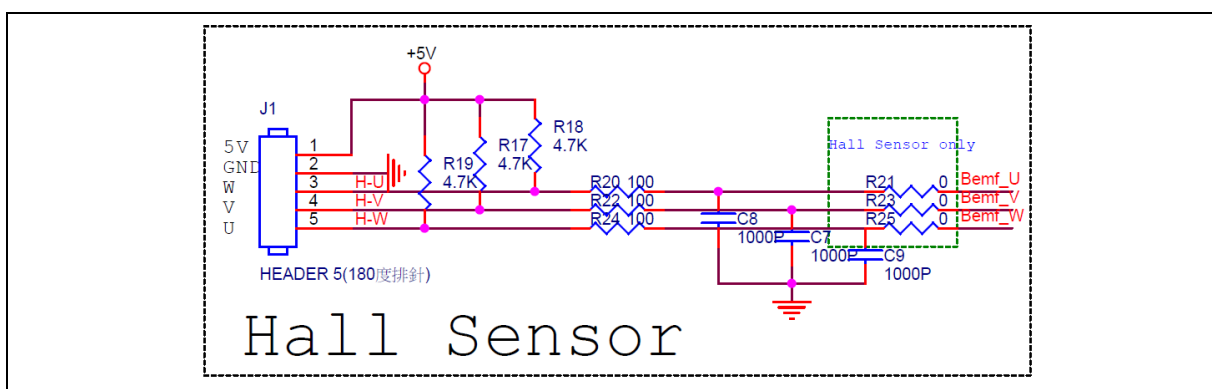 +5V
J1
5V
GND
W
V
U
1
2
3
4
5
H-U
H-V
H-W
R19
4.7K
R17
4.7K
R18
4.7K
R20 100
R22 100
R24 100
C8
1000P
C7
1000P
C9
1000P
Hall Sensor only
R21 0
R23 0
R25 0
Bemf_U
Bemf_V
Bemf_W
HEADER 5(180度排針)
Hall Sensor